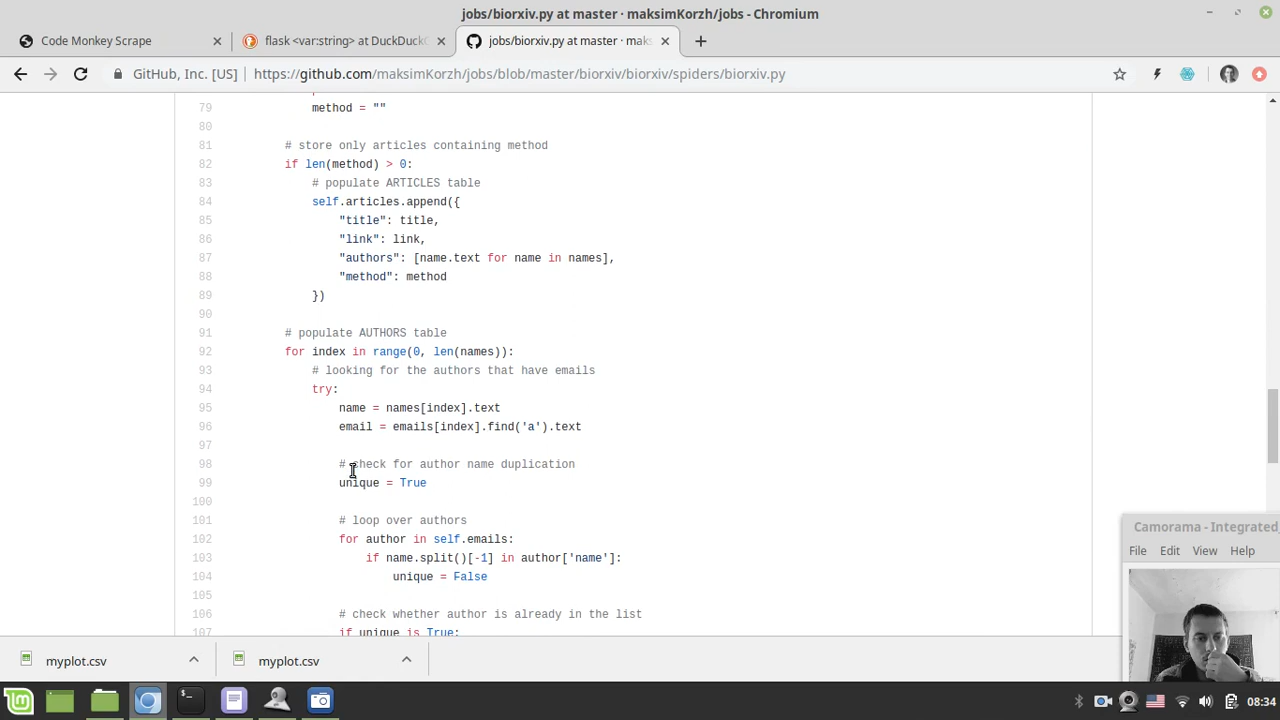 jobs/biorxiv.py at master · maksimKorzh/jobs - Chromium
Code Monkey Scrape
flask <var:string> at DuckDuckG
jobs/biorxiv.py at master · mak
GitHub, Inc. [US]
https://github.com/maksimKorzh/jobs/blob/master/biorxiv/biorxiv/spiders/biorxiv.py
79 method = ""
80
81 # store only articles containing method
82 if len(method) > 0:
83 # populate ARTICLES table
84 self.articles.append({
85 "title": title,
86 "link": link,
87 "authors": [name.text for name in names],
88 "method": method
89 })
90
91 # populate AUTHORS table
92 for index in range(0, len(names)):
93 # looking for the authors that have emails
94 try:
95 name = names[index].text
96 email = emails[index].find('a').text
97
98 # check for author name duplication
99 unique = True
100
101 # loop over authors
102 for author in self.emails:
103 if name.split()[-1] in author['name']:
104 unique = False
105
106 # check whether author is already in the list
107 if unique is True:
Camorama - Integrated
File Edit View Help
myplot.csv
myplot.csv
08:34